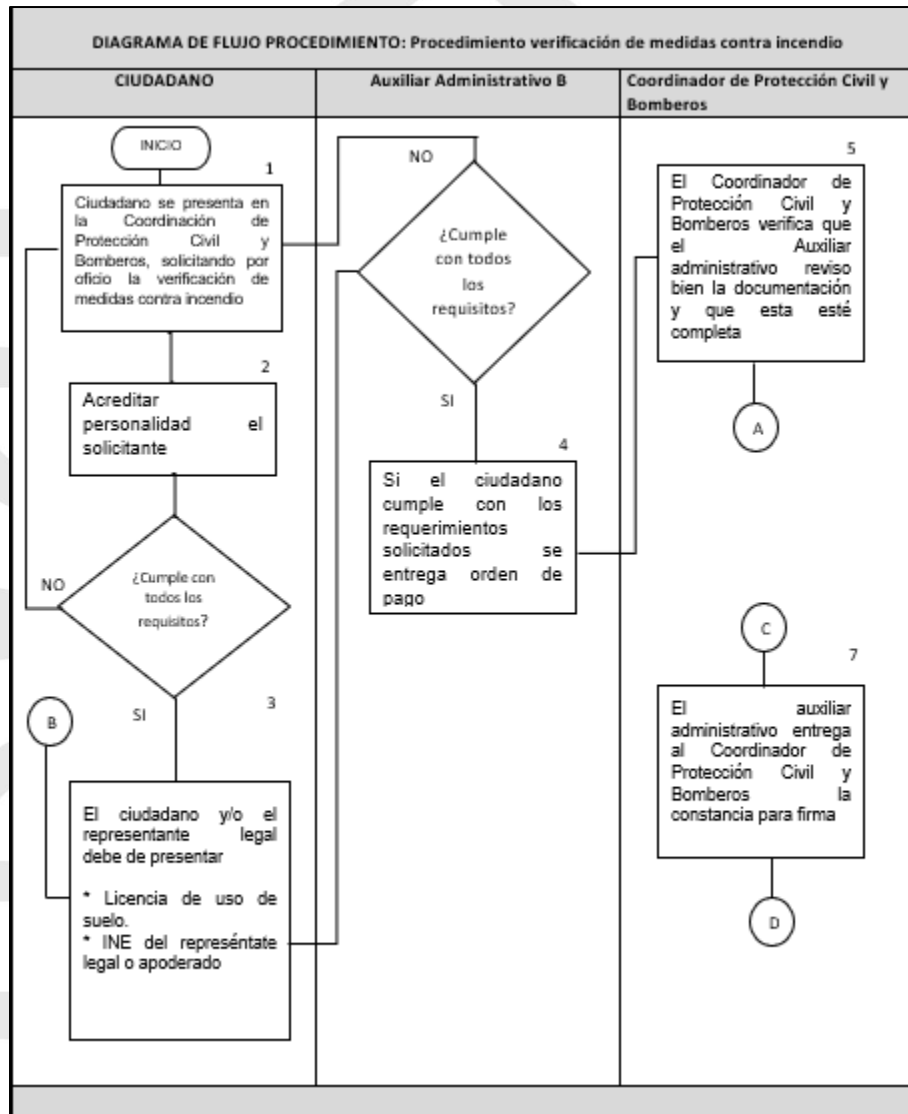 DIAGRAMA DE FLUJO PROCEDIMIENTO: Procedimiento verificación de medidas contra incendio
CIUDADANO
Auxiliar Administrativo B
Coordinador de Protección Civil y
Bomberos
INICIO
1
Ciudadano se presenta en
la Coordinación de
Protección Civil y
Bomberos, solicitando por
oficio la verificación de
medidas contra incendio
2
Acreditar
personalidad el
solicitante
¿Cumple con
todos los
requisitos?
NO
SI
3
B
El ciudadano y/o el
representante legal
debe de presentar
* Licencia de uso de
suelo.
* INE del represéntate
legal o apoderado
NO
¿Cumple
con todos
los
requisitos?
SI
4
Si el ciudadano
cumple con los
requerimientos
solicitados se
entrega orden de
pago
5
El Coordinador de
Protección Civil y
Bomberos verifica que
el Auxiliar
administrativo reviso
bien la documentación
y que esta esté
completa
A
C
7
El auxiliar
administrativo entrega
al Coordinador de
Protección Civil y
Bomberos la
constancia para firma
D